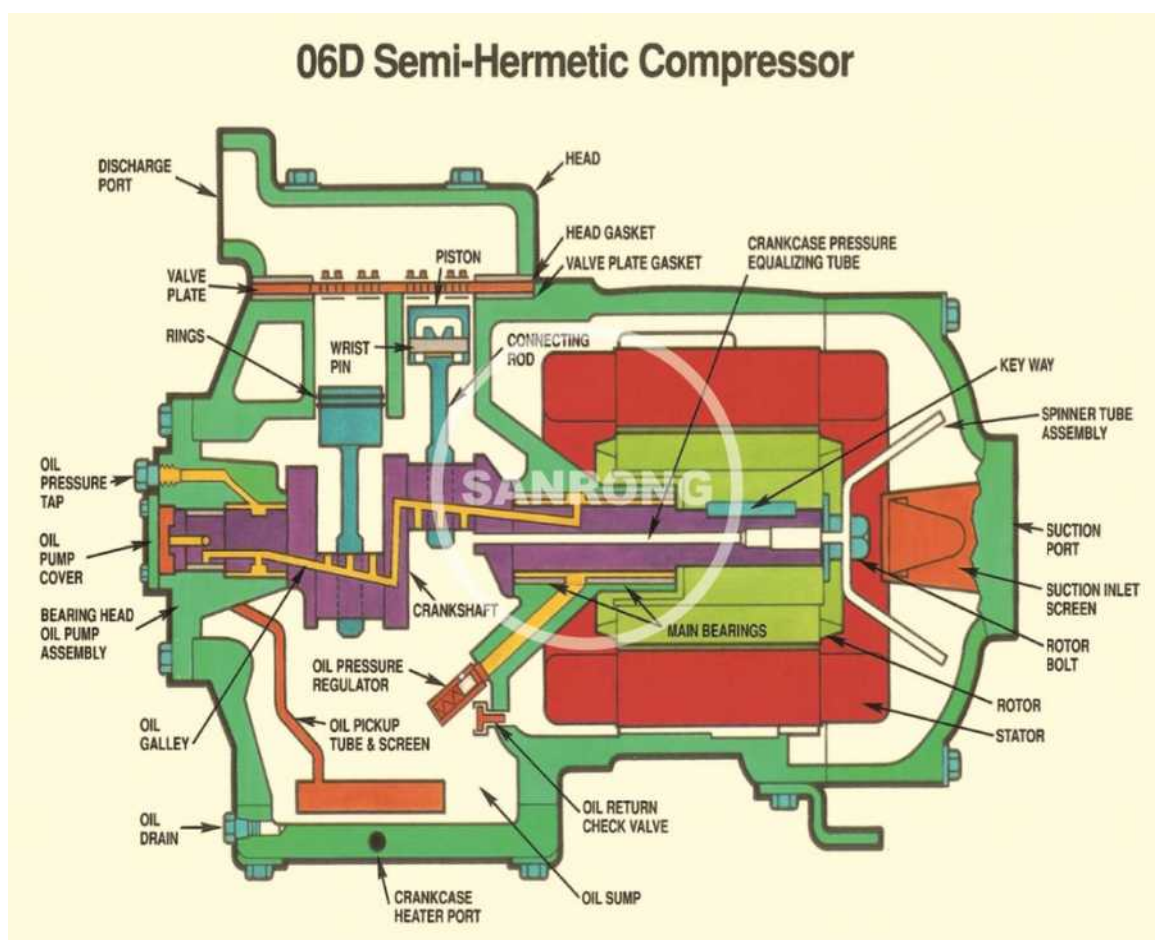 06D Semi-Hermetic Compressor
DISCHARGE
PORT
HEAD
HEAD GASKET
VALVE PLATE GASKET
CRANKCASE PRESSURE
EQUALIZING TUBE
PISTON
VALVE
PLATE
RINGS
WRIST
PIN
CONNECTING
ROD
KEY WAY
SPINNER TUBE
ASSEMBLY
OIL
PRESSURE
TAP
SANRONG
OIL
PUMP
COVER
SUCTION
PORT
SUCTION INLET
SCREEN
BEARING HEAD
OIL PUMP
ASSEMBLY
CRANKSHAFT
MAIN BEARINGS
ROTOR
BOLT
OIL PRESSURE
REGULATOR
ROTOR
OIL
GALLEY
OIL PICKUP
TUBE & SCREEN
STATOR
OIL
DRAIN
OIL RETURN
CHECK VALVE
CRANKCASE
HEATER PORT
OIL SUMP